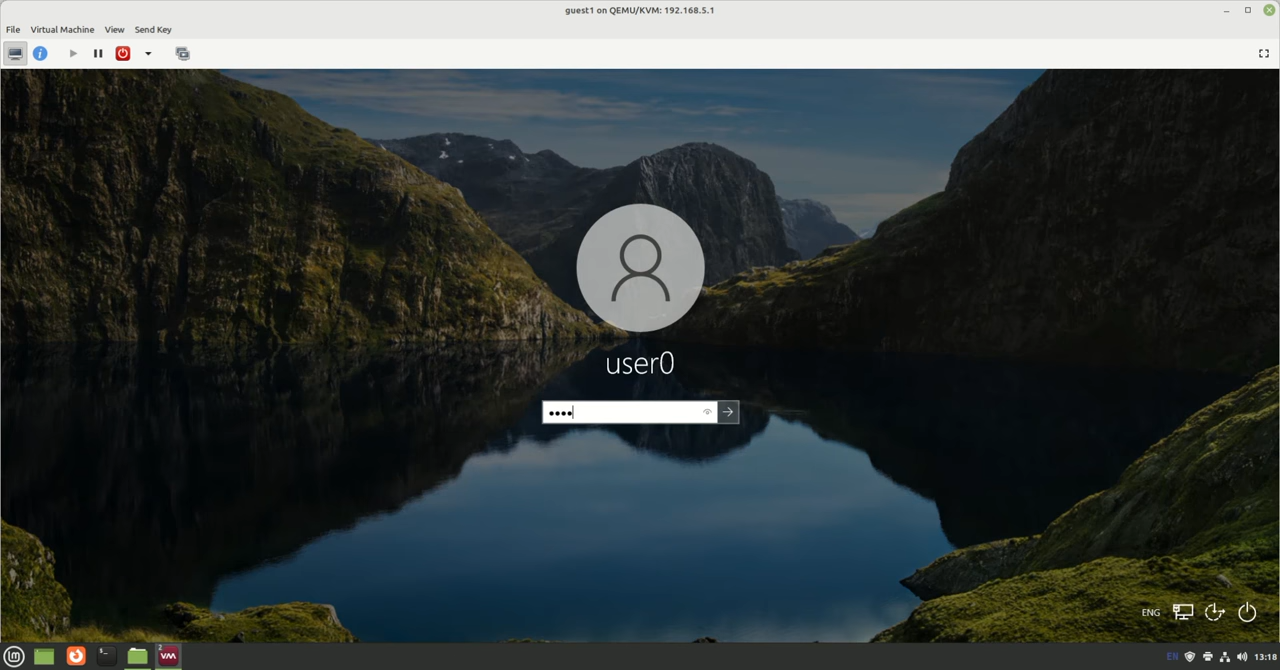 guest1 on QEMU/KVM: 192.168.5.1
File Virtual Machine View Send Key
user0
ENG
EN 13:18